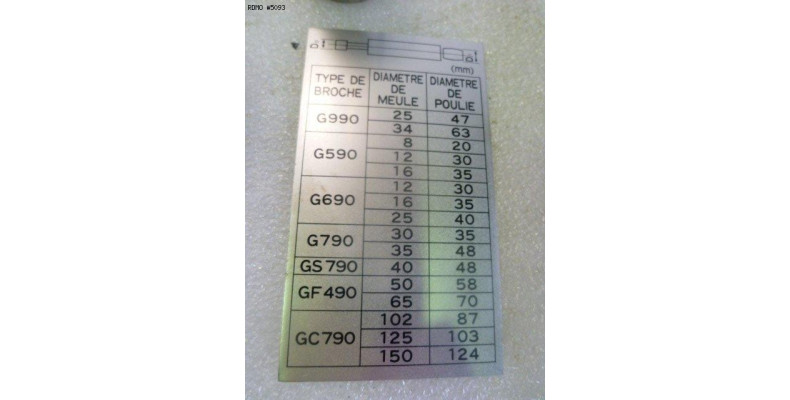 RDMO #5093
(mm)
TYPE DE BROCHE DIAMETRE DE MEULE DIAMETRE DE POULIE
G990 25 47
34 63
G590 8 20
12 30
16 35
G690 12 30
16 35
25 40
G790 30 35
35 48
GS790 40 48
GF490 50 58
65 70
GC790 102 87
125 103
150 124